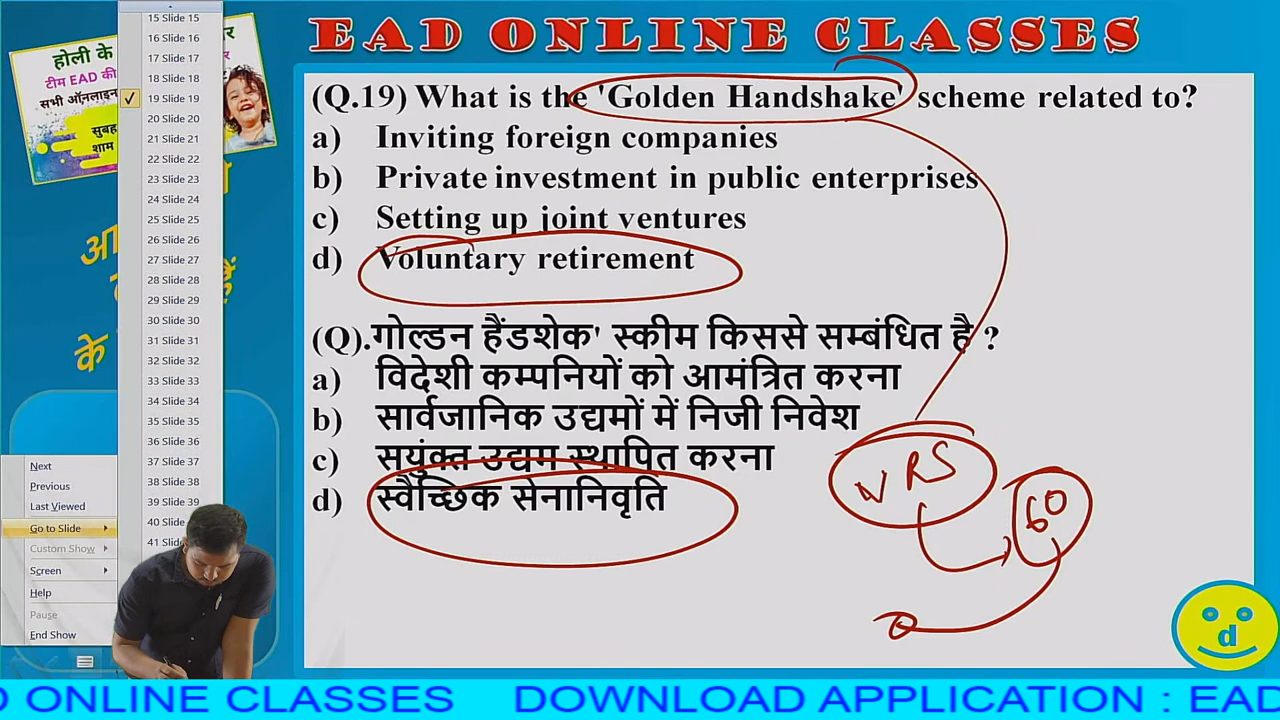 EAD ONLINE CLASSES
होली के
टीम EAD की
सभी ऑनलाइन
सुबह
शाम
15 Slide 15
16 Slide 16
17 Slide 17
18 Slide 18
19 Slide 19
20 Slide 20
21 Slide 21
22 Slide 22
23 Slide 23
24 Slide 24
25 Slide 25
26 Slide 26
27 Slide 27
28 Slide 28
29 Slide 29
30 Slide 30
31 Slide 31
32 Slide 32
33 Slide 33
34 Slide 34
35 Slide 35
36 Slide 36
37 Slide 37
38 Slide 38
39 Slide 39
40 Slide
41
Next
Previous
Last Viewed
Go to Slide
Custom Show
Screen
Help
Pause
End Show
(Q.19) What is the 'Golden Handshake' scheme related to?
a) Inviting foreign companies
b) Private investment in public enterprises
c) Setting up joint ventures
d) Voluntary retirement
(Q).गोल्डन हैंडशेक' स्कीम किससे सम्बंधित है ?
a) विदेशी कम्पनियों को आमंत्रित करना
b) सार्वजानिक उद्यमों में निजी निवेश
c) सयुंक्त उद्यम स्थापित करना
d) स्वैच्छिक सेनानिवृति
VRS
60
d
D ONLINE CLASSES DOWNLOAD APPLICATION : EAD